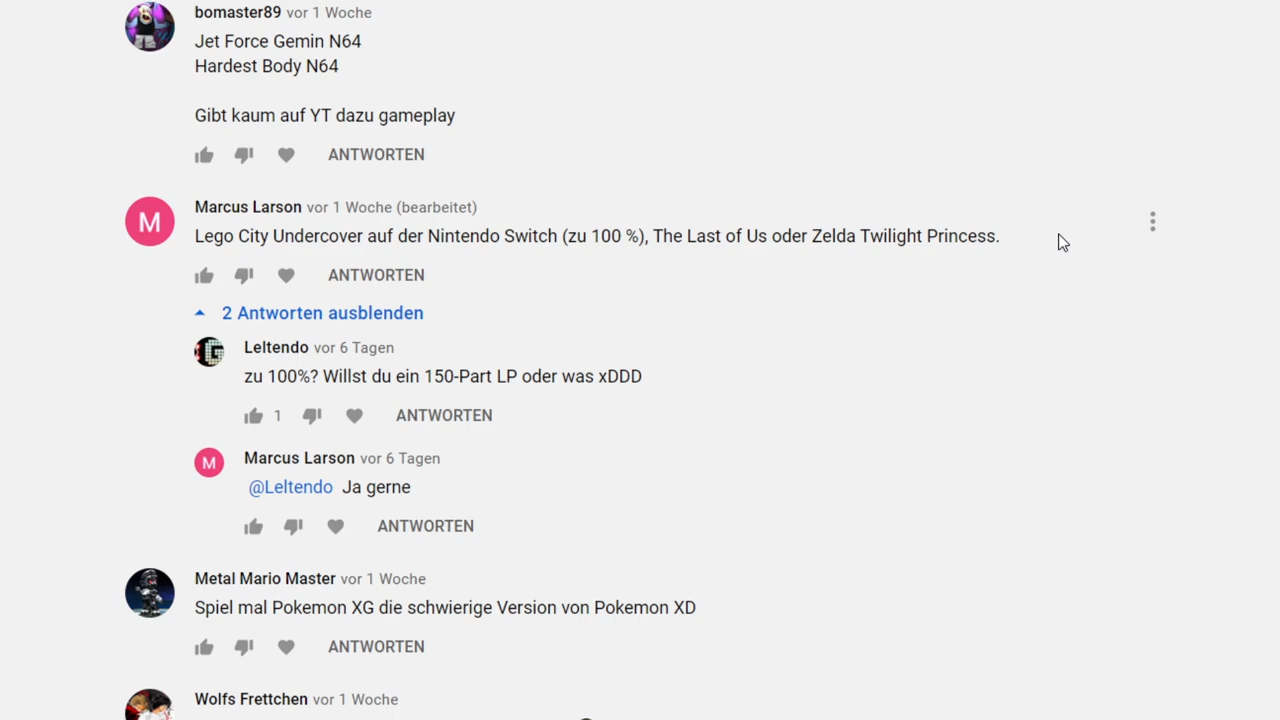 bomaster89 vor 1 Woche
Jet Force Gemin N64
Hardest Body N64
Gibt kaum auf YT dazu gameplay
ANTWORTEN
M
Marcus Larson vor 1 Woche (bearbeitet)
Lego City Undercover auf der Nintendo Switch (zu 100 %), The Last of Us oder Zelda Twilight Princess.
ANTWORTEN
2 Antworten ausblenden
Leltendo vor 6 Tagen
zu 100%? Willst du ein 150-Part LP oder was xDDD
1 ANTWORTEN
M
Marcus Larson vor 6 Tagen
@Leltendo Ja gerne
ANTWORTEN
Metal Mario Master vor 1 Woche
Spiel mal Pokemon XG die schwierige Version von Pokemon XD
ANTWORTEN
Wolfs Frettchen vor 1 Woche